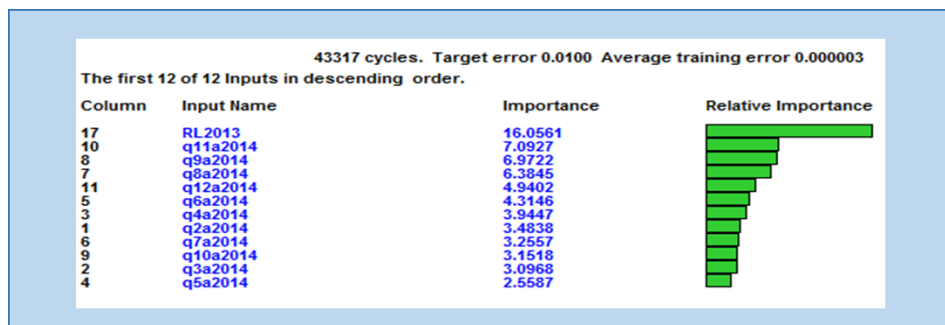 43317 cycles. Target error 0.0100 Average training error 0.000003
The first 12 of 12 Inputs in descending order.
Column Input Name Importance Relative Importance
17 RL2013 16.0561
10 q11a2014 7.0927
8 q9a2014 6.9722
7 q8a2014 6.3845
11 q12a2014 4.9402
5 q6a2014 4.3146
3 q4a2014 3.9447
1 q2a2014 3.4838
6 q7a2014 3.2557
9 q10a2014 3.1518
2 q3a2014 3.0968
4 q5a2014 2.5587